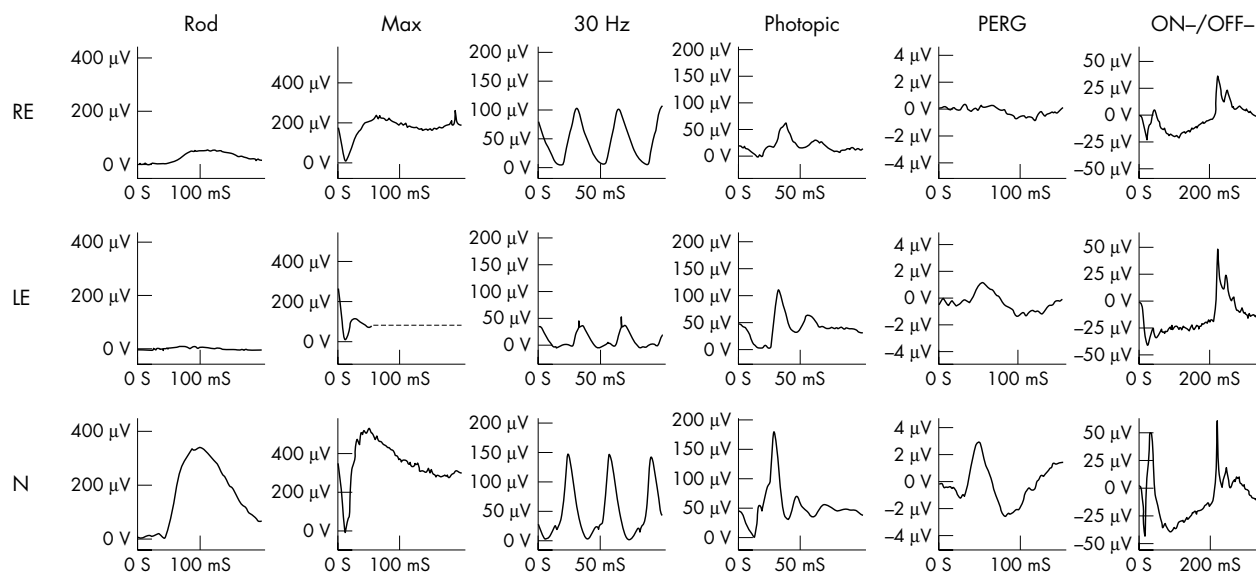 Rod
Max
30 Hz
Photopic
PERG
ON–/OFF–
RE
400 µV
200 µV
0 V
0 S 100 mS
400 µV
200 µV
0 V
0 S 100 mS
200 µV
150 µV
100 µV
50 µV
0 V
0 S 50 mS
200 µV
150 µV
100 µV
50 µV
0 V
0 S 50 mS
4 µV
2 µV
0 V
–2 µV
–4 µV
0 S 100 mS
50 µV
25 µV
0 V
–25 µV
–50 µV
0 S 200 mS
LE
400 µV
200 µV
0 V
0 S 100 mS
400 µV
200 µV
0 V
0 S 100 mS
200 µV
150 µV
100 µV
50 µV
0 V
0 S 50 mS
200 µV
150 µV
100 µV
50 µV
0 V
0 S 50 mS
4 µV
2 µV
0 V
–2 µV
–4 µV
0 S 100 mS
50 µV
25 µV
0 V
–25 µV
–50 µV
0 S 200 mS
N
400 µV
200 µV
0 V
0 S 100 mS
400 µV
200 µV
0 V
0 S 100 mS
200 µV
150 µV
100 µV
50 µV
0 V
0 S 50 mS
200 µV
150 µV
100 µV
50 µV
0 V
0 S 50 mS
4 µV
2 µV
0 V
–2 µV
–4 µV
0 S 100 mS
50 µV
25 µV
0 V
–25 µV
–50 µV
0 S 200 mS